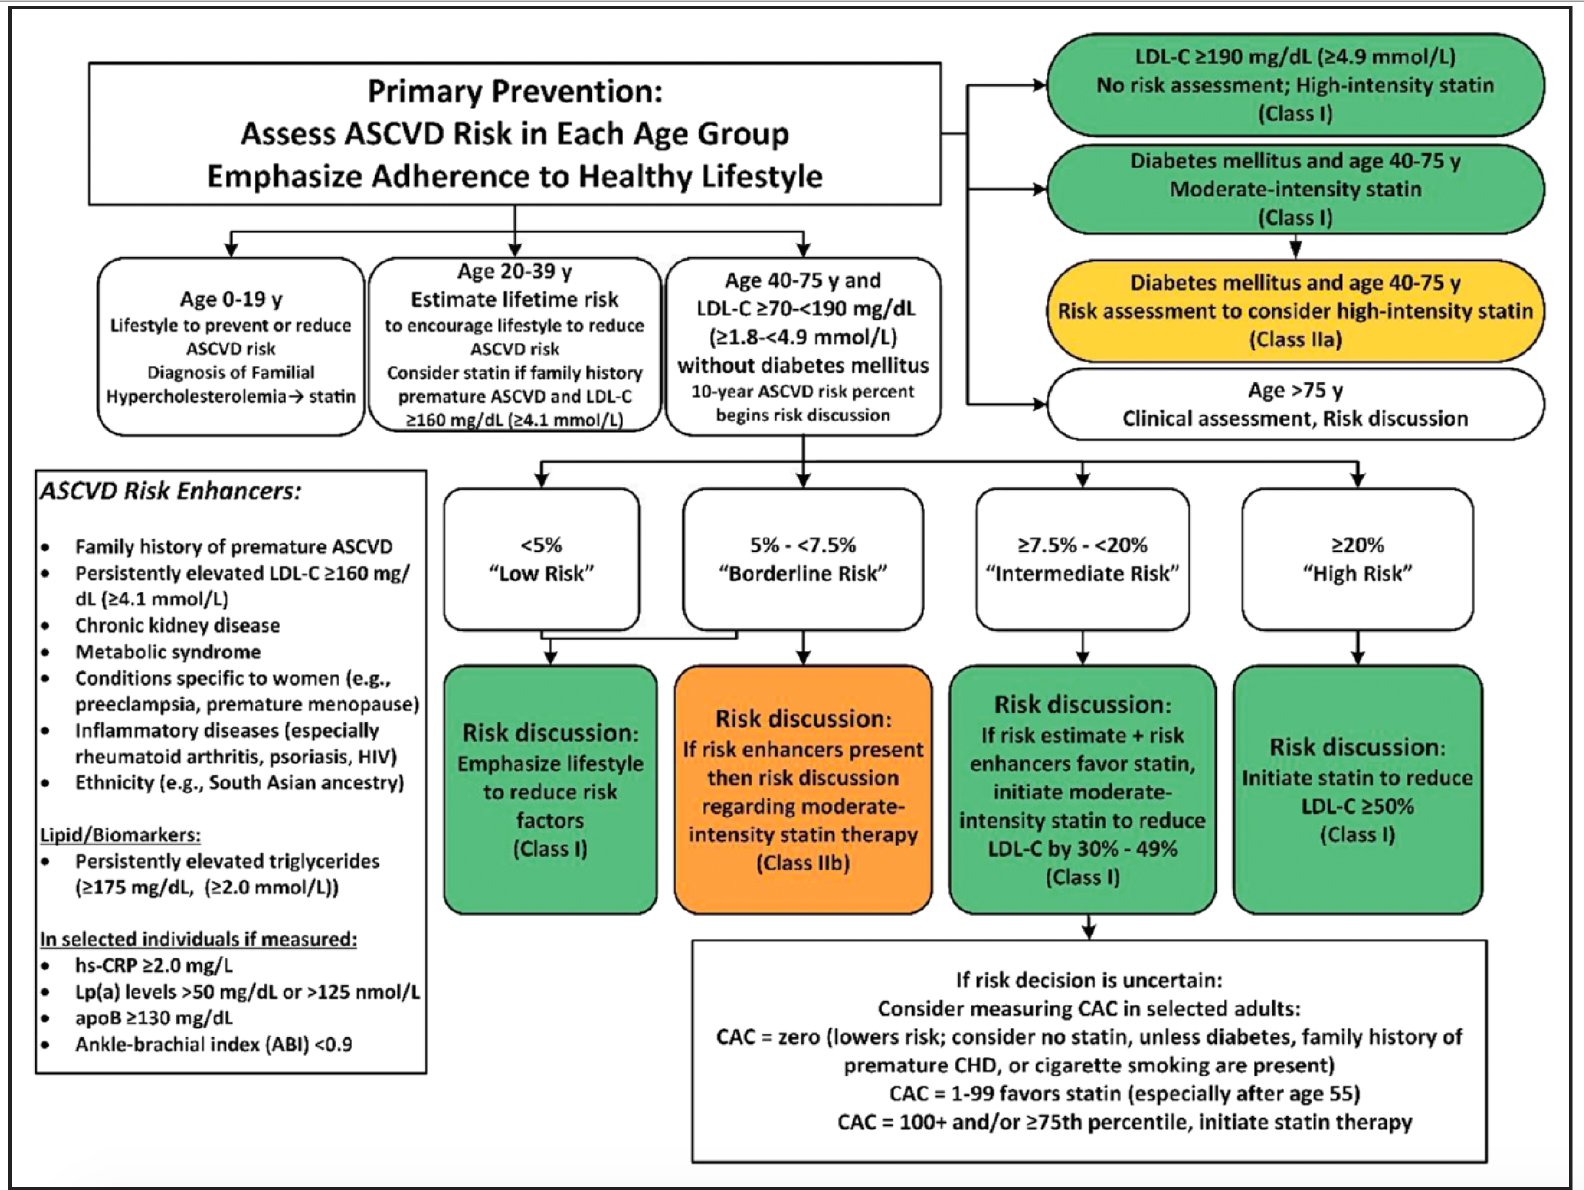 Primary Prevention:
Assess ASCVD Risk in Each Age Group
Emphasize Adherence to Healthy Lifestyle
LDL-C ≥190 mg/dL (≥4.9 mmol/L)
No risk assessment; High-intensity statin
(Class I)
Diabetes mellitus and age 40-75 y
Moderate-intensity statin
(Class I)
Diabetes mellitus and age 40-75 y
Risk assessment to consider high-intensity statin
(Class IIa)
Age >75 y
Clinical assessment, Risk discussion
Age 0-19 y
Lifestyle to prevent or reduce
ASCVD risk
Diagnosis of Familial
Hypercholesterolemia→ statin
Age 20-39 y
Estimate lifetime risk
to encourage lifestyle to reduce
ASCVD risk
Consider statin if family history
premature ASCVD and LDL-C
≥160 mg/dL (≥4.1 mmol/L)
Age 40-75 y and
LDL-C ≥70-<190 mg/dL
(≥1.8-<4.9 mmol/L)
without diabetes mellitus
10-year ASCVD risk percent
begins risk discussion
ASCVD Risk Enhancers:
• Family history of premature ASCVD
• Persistently elevated LDL-C ≥160 mg/
dL (≥4.1 mmol/L)
• Chronic kidney disease
• Metabolic syndrome
• Conditions specific to women (e.g.,
preeclampsia, premature menopause)
• Inflammatory diseases (especially
rheumatoid arthritis, psoriasis, HIV)
• Ethnicity (e.g., South Asian ancestry)
Lipid/Biomarkers:
• Persistently elevated triglycerides
(≥175 mg/dL, (≥2.0 mmol/L))
In selected individuals if measured:
• hs-CRP ≥2.0 mg/L
• Lp(a) levels >50 mg/dL or >125 nmol/L
• apoB ≥130 mg/dL
• Ankle-brachial index (ABI) <0.9
<5%
“Low Risk”
5% - <7.5%
“Borderline Risk”
≥7.5% - <20%
“Intermediate Risk”
≥20%
“High Risk”
Risk discussion:
Emphasize lifestyle
to reduce risk
factors
(Class I)
Risk discussion:
If risk enhancers present
then risk discussion
regarding moderate-
intensity statin therapy
(Class IIb)
Risk discussion:
If risk estimate + risk
enhancers favor statin,
initiate moderate-
intensity statin to reduce
LDL-C by 30% - 49%
(Class I)
Risk discussion:
Initiate statin to reduce
LDL-C ≥50%
(Class I)
If risk decision is uncertain:
Consider measuring CAC in selected adults:
CAC = zero (lowers risk; consider no statin, unless diabetes, family history of
premature CHD, or cigarette smoking are present)
CAC = 1-99 favors statin (especially after age 55)
CAC = 100+ and/or ≥75th percentile, initiate statin therapy